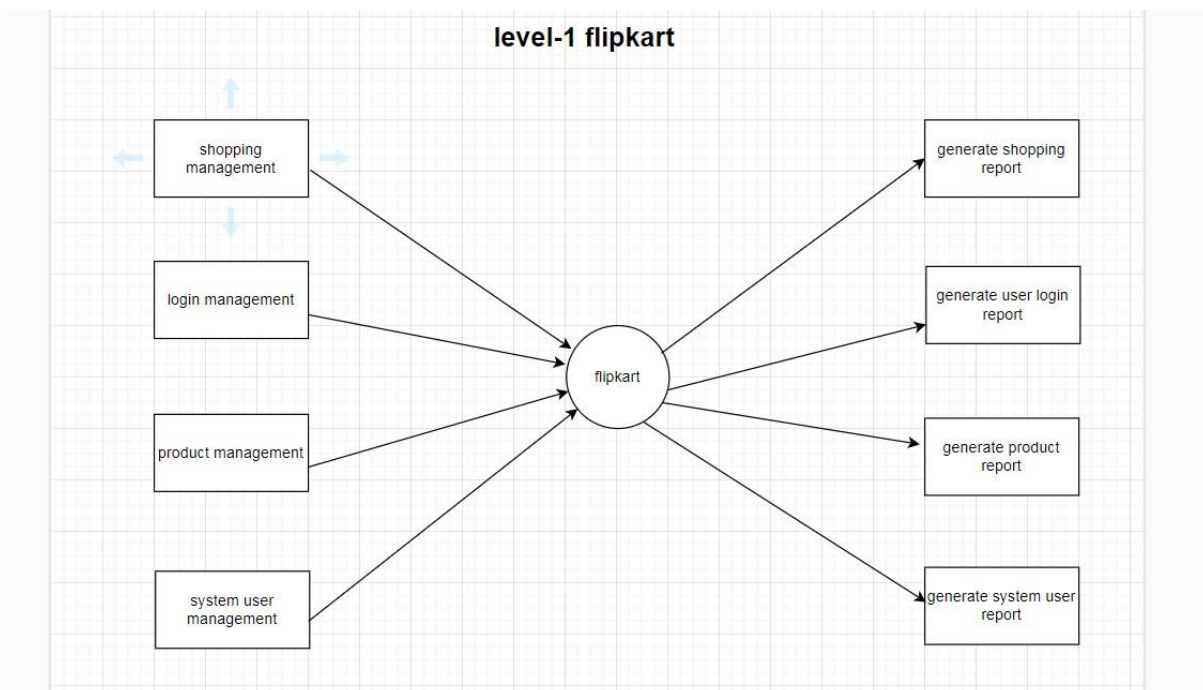 level-1 flipkart
shopping
management
generate shopping
report
login management
generate user login
report
flipkart
product management
generate product
report
system user
management
generate system user
report